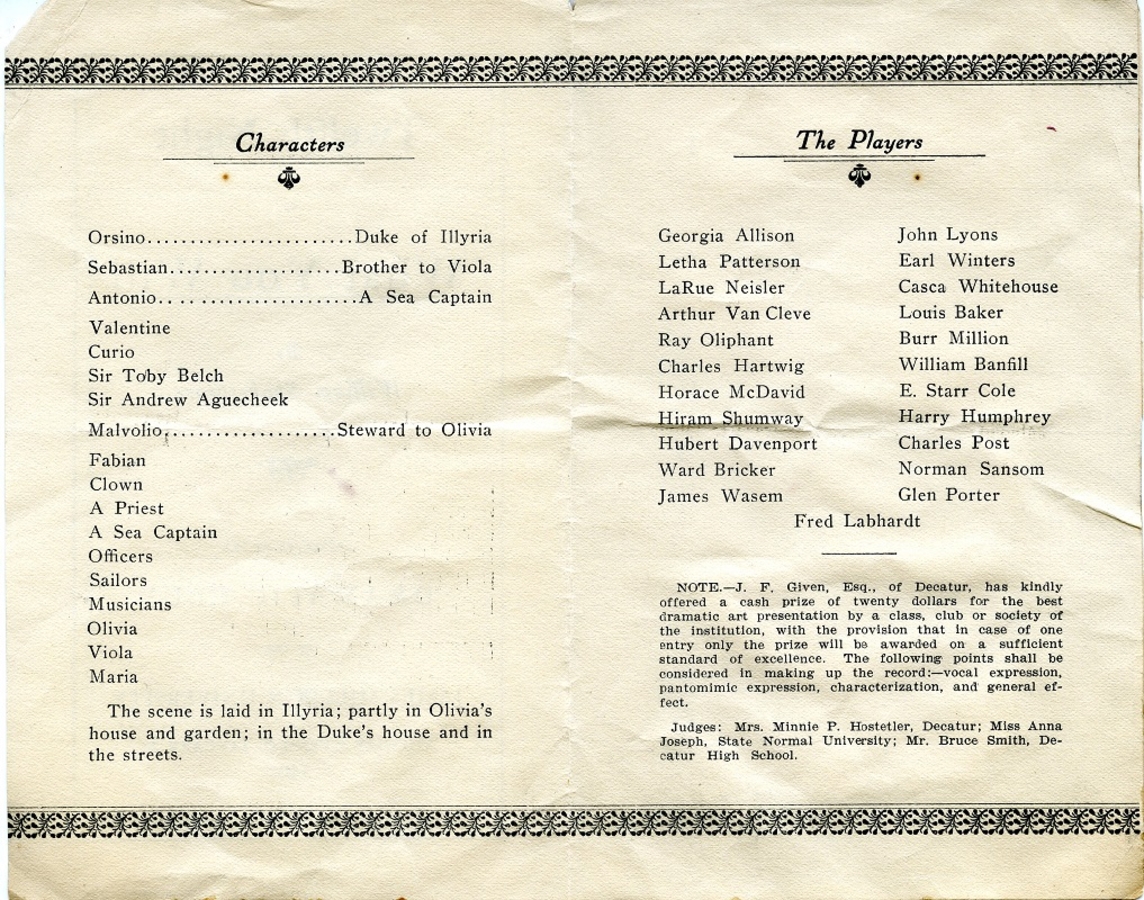 Characters
Orsino........................Duke of Illyria
Sebastian....................Brother to Viola
Antonio.......................A Sea Captain
Valentine
Curio
Sir Toby Belch
Sir Andrew Aguecheek
Malvolio....................Steward to Olivia
Fabian
Clown
A Priest
A Sea Captain
Officers
Sailors
Musicians
Olivia
Viola
Maria
The scene is laid in Illyria; partly in Olivia's
house and garden; in the Duke's house and in
the streets.
The Players
Georgia Allison
Letha Patterson
LaRue Neisler
Arthur Van Cleve
Ray Oliphant
Charles Hartwig
Horace McDavid
Hiram Shumway
Hubert Davenport
Ward Bricker
James Wasem
John Lyons
Earl Winters
Casca Whitehouse
Louis Baker
Burr Million
William Banfill
E. Starr Cole
Harry Humphrey
Charles Post
Norman Sansom
Glen Porter
Fred Labhardt
NOTE.—J. F. Given, Esq., of Decatur, has kindly
offered a cash prize of twenty dollars for the best
dramatic art presentation by a class, club or society of
the institution, with the provision that in case of one
entry only the prize will be awarded on a sufficient
standard of excellence. The following points shall be
considered in making up the record:—vocal expression,
pantomimic expression, characterization, and general ef-
fect.
Judges: Mrs. Minnie P. Hostetler, Decatur; Miss Anna
Joseph, State Normal University; Mr. Bruce Smith, De-
catur High School.